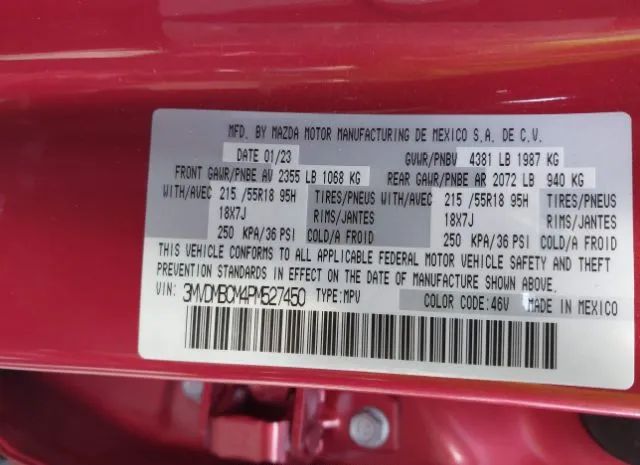 MFD. BY MAZDA MOTOR MANUFACTURING DE MEXICO S.A. DE C.V.
DATE 01/23 GVWR/PNBV 4381 LB 1987 KG
FRONT GAWR/PNBE AV 2355 LB 1068 KG REAR GAWR/PNBE AR 2072 LB 940 KG
WITH/AVEC 215 /55R18 95H TIRES/PNEUS WITH/AVEC 215 /55R18 95H TIRES/PNEUS
18X7J RIMS/JANTES 18X7J RIMS/JANTES
250 KPA/36 PSI COLD/A FROID 250 KPA/36 PSI COLD/A FROID
THIS VEHICLE CONFORMS TO ALL APPLICABLE FEDERAL MOTOR VEHICLE SAFETY AND THEFT
PREVENTION STANDARDS IN EFFECT ON THE DATE OF MANUFACTURE SHOWN ABOVE.
VIN: 3MVDMBCM4PM527450 TYPE:MPV COLOR CODE:46V MADE IN MEXICO